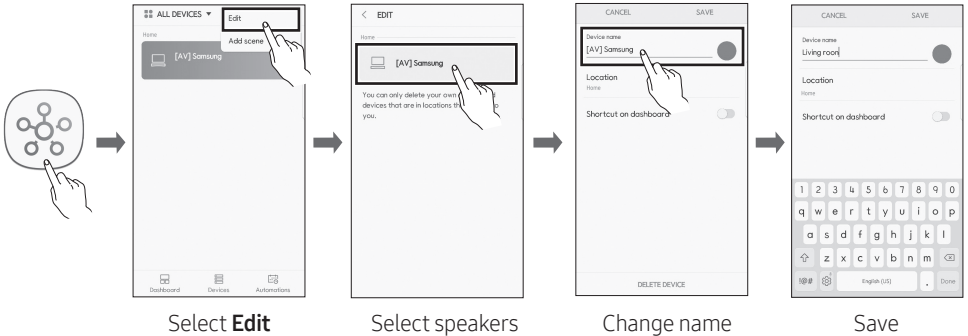 ALL DEVICES ▼
Edit
Home
Add scene
[AV] Samsung
Dashboard
Devices
Automations
Select Edit
EDIT
Home
[AV] Samsung
You can only delete your own
devices that are in locations
you.
Select speakers
CANCEL
SAVE
Device name
[AV] Samsung
Location
Home
Shortcut on dashboard
DELETE DEVICE
Change name
CANCEL
SAVE
Device name
Living roon
Location
Home
Shortcut on dashboard
1 2 3 4 5 6 7 8 9 0
q w e r t y u i o p
a s d f g h j k l
z x c v b n m
!@# English (US) . Done
Save